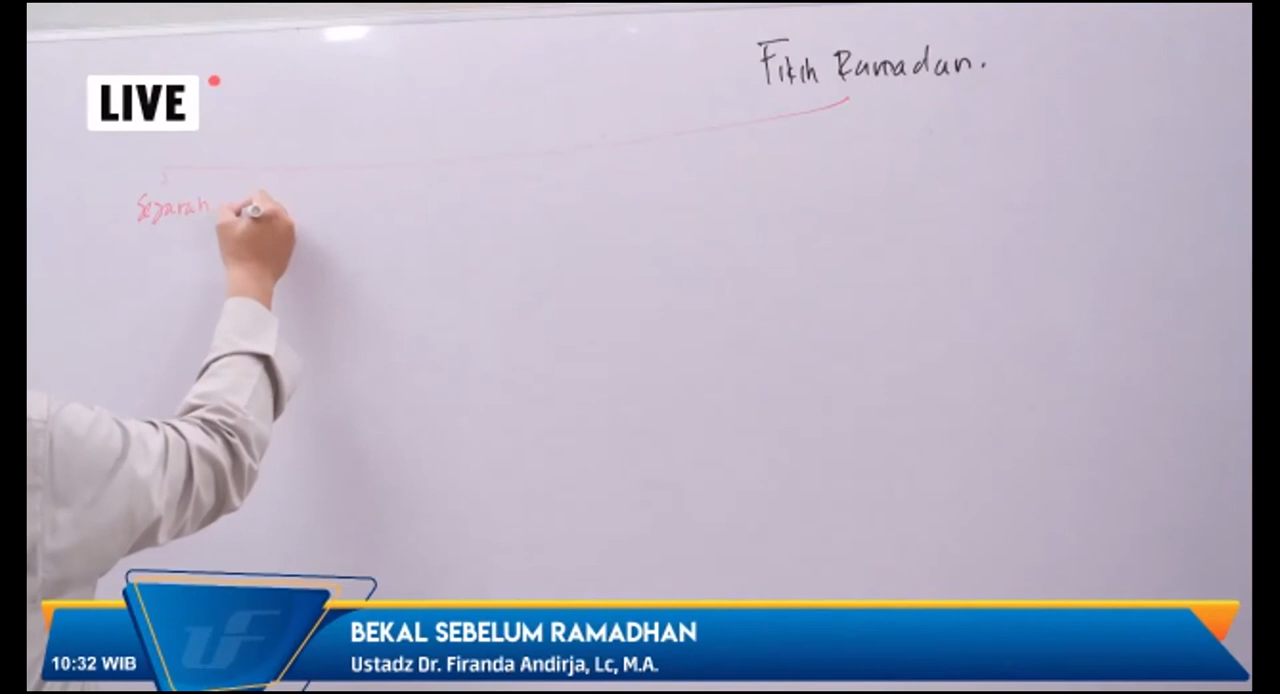 Fikih Ramadan.
LIVE
Sejarah
BEKAL SEBELUM RAMADHAN
10:32 WIB
Ustadz Dr. Firanda Andirja, Lc, M.A.